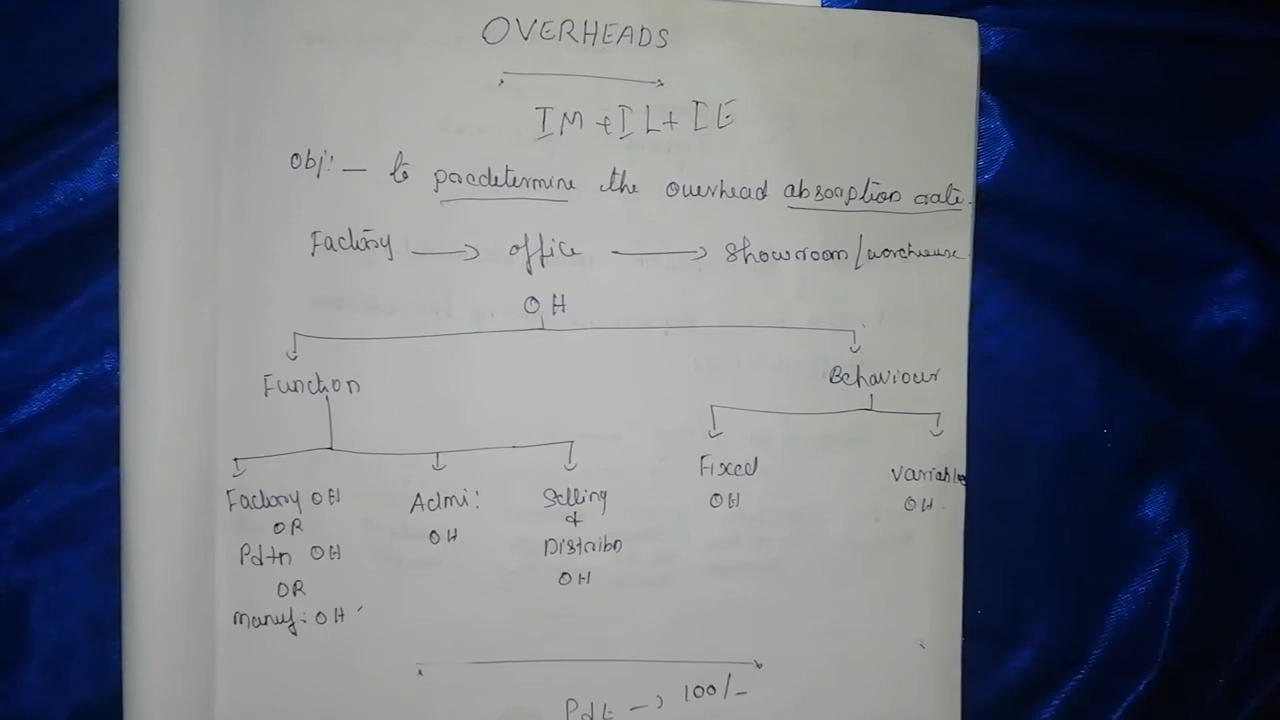 OVERHEADS
IM + IL + IE
Obj: — to predetermine the overhead absorption rate.
Factory → office → Showroom/warehouse
OH
Function Behaviour
Factory OH Admi: Selling Fixed Variable
OR OH & OH OH
Pdtn OH Distribn
OR OH
Manuf: OH
Pdt → 100/-